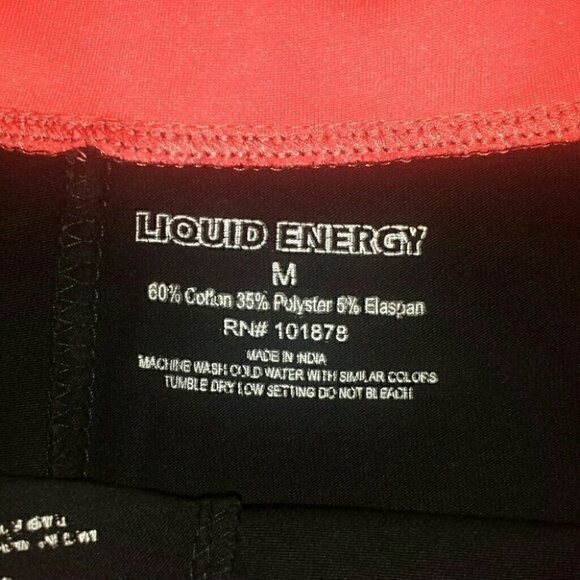 LIQUID ENERGY
M
60% Cotton 35% Polyster 5% Elaspan
RN# 101878
MADE IN INDIA
MACHINE WASH COLD WATER WITH SIMILAR COLORS
TUMBLE DRY LOW SETTING DO NOT BLEACH